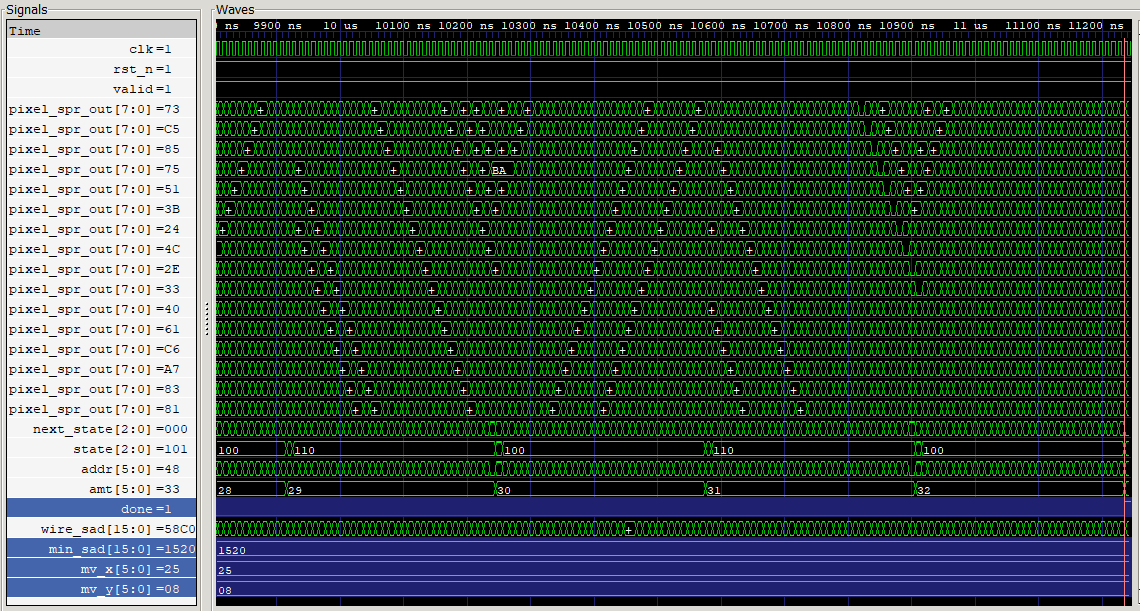 Signals
Waves
Time
ns 9900 ns 10 us 10100 ns 10200 ns 10300 ns 10400 ns 10500 ns 10600 ns 10700 ns 10800 ns 10900 ns 11 us 11100 ns 11200 ns
clk=1
rst_n=1
valid=1
pixel_spr_out[7:0]=73 + + + + + + + + + + +
pixel_spr_out[7:0]=C5 + + + + + + + + + +
pixel_spr_out[7:0]=85 + + + + + + + + + + + + +
pixel_spr_out[7:0]=75 + + + + + BA + + + + +
pixel_spr_out[7:0]=51 + + + + + + + + + + +
pixel_spr_out[7:0]=3B + + + + + + + + +
pixel_spr_out[7:0]=24 + + + + + + + + +
pixel_spr_out[7:0]=4C + + + + + + +
pixel_spr_out[7:0]=2E + + + + + + +
pixel_spr_out[7:0]=33 + + + + + +
pixel_spr_out[7:0]=40 + + + + + + +
pixel_spr_out[7:0]=61 + + + + + + +
pixel_spr_out[7:0]=C6 + + + + + + +
pixel_spr_out[7:0]=A7 + + + + + + +
pixel_spr_out[7:0]=83 + + + + + + +
pixel_spr_out[7:0]=81 + + + + + + +
next_state[2:0]=000
state[2:0]=101 100 110 100 110 100
addr[5:0]=48
amt[5:0]=33 28 29 30 31 32
done=1
wire_sad[15:0]=58C0 +
min_sad[15:0]=1520 1520
mv_x[5:0]=25 25
mv_y[5:0]=08 08